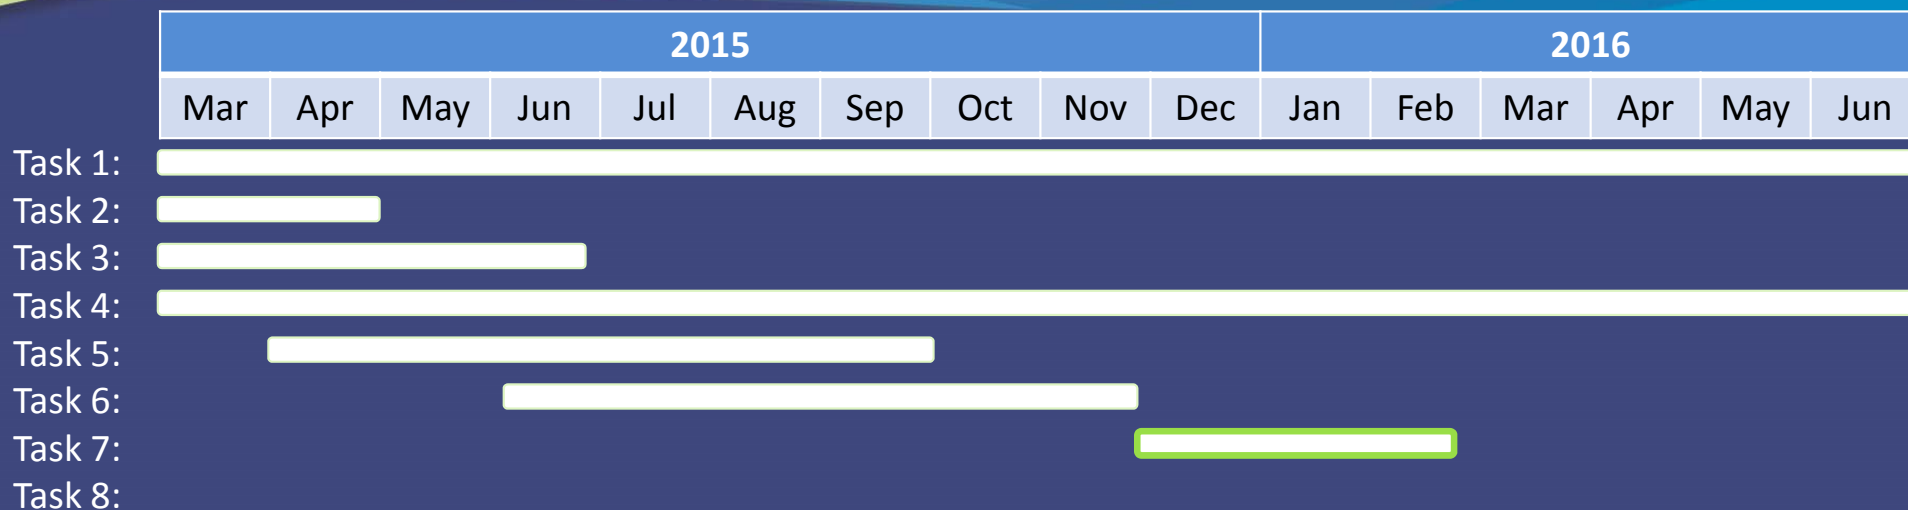 2015 2016
Mar Apr May Jun Jul Aug Sep Oct Nov Dec Jan Feb Mar Apr May Jun
Task 1:
Task 2:
Task 3:
Task 4:
Task 5:
Task 6:
Task 7:
Task 8: